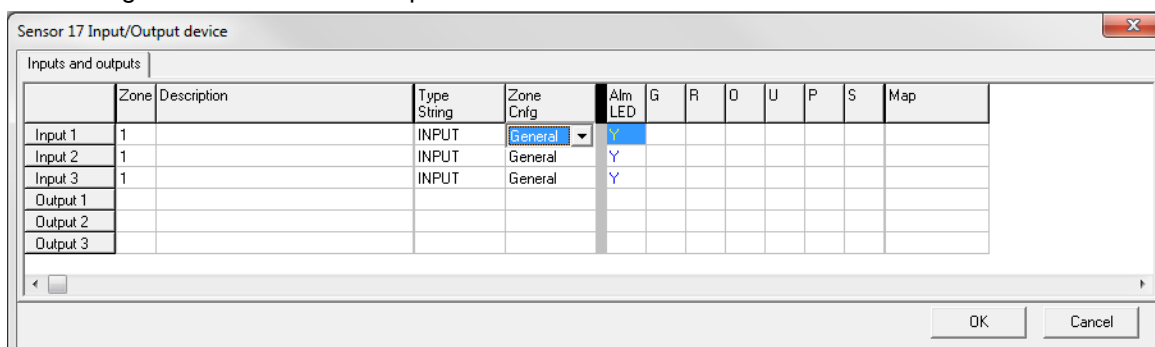 Sensor 17 Input/Output device
Inputs and outputs
Zone Description Type String Zone Cnfg Alm LED G R O U P S Map
Input 1 1 INPUT General Y
Input 2 1 INPUT General Y
Input 3 1 INPUT General Y
Output 1
Output 2
Output 3
OK Cancel